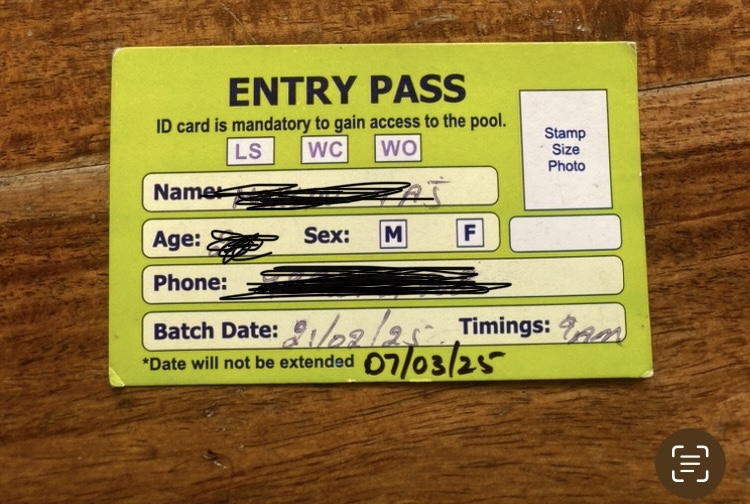 ENTRY PASS
ID card is mandatory to gain access to the pool.
LS WC WO
Stamp
Size
Photo
Name:
Age: Sex: M F
Phone:
Batch Date: 21/02/25 Timings: 9am
*Date will not be extended 07/03/25